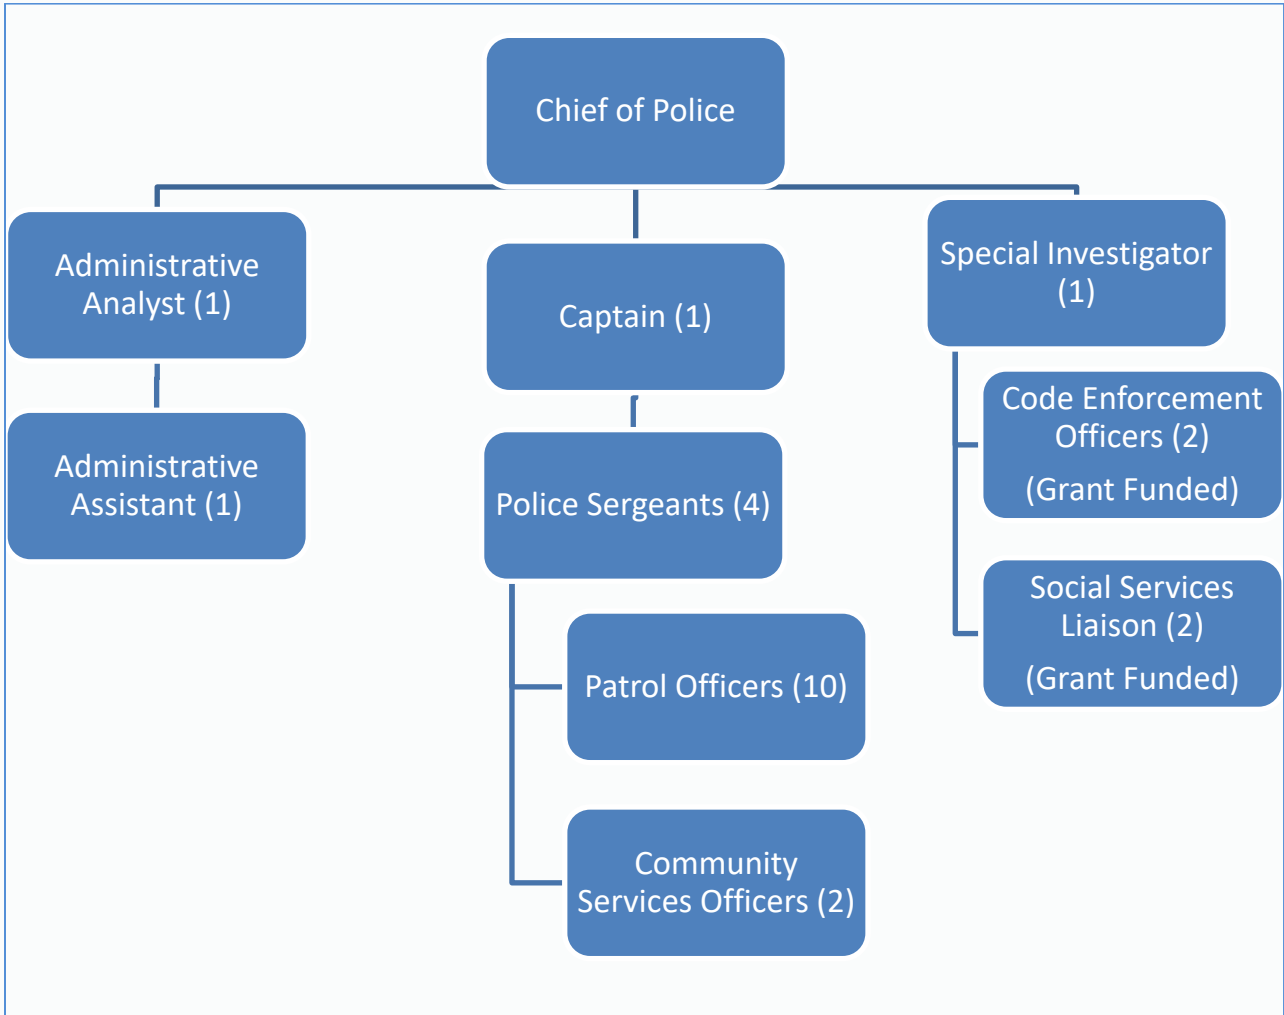 Chief of Police
Administrative
Analyst (1)
Administrative
Assistant (1)
Captain (1)
Police Sergeants (4)
Patrol Officers (10)
Community
Services Officers (2)
Special Investigator
(1)
Code Enforcement
Officers (2)
(Grant Funded)
Social Services
Liaison (2)
(Grant Funded)